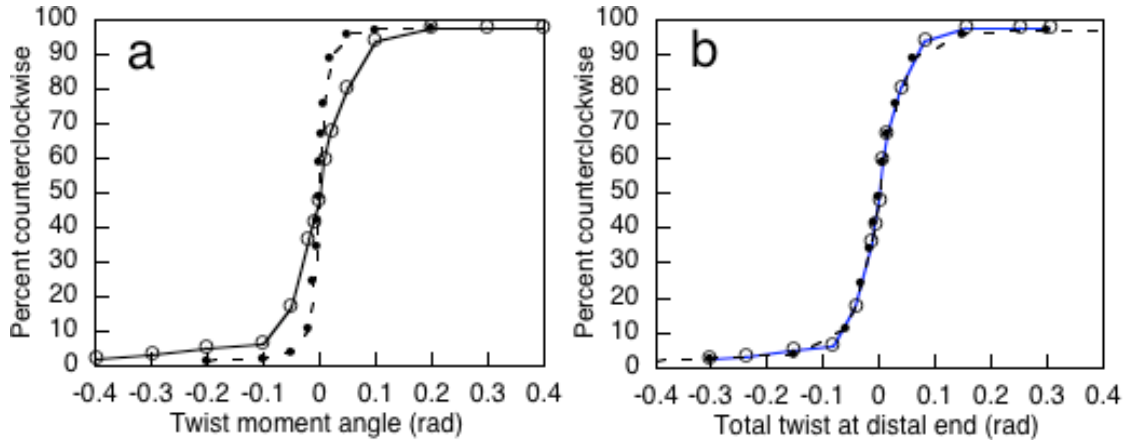 a
Percent counterclockwise
100
90
80
70
60
50
40
30
20
10
0
-0.4 -0.3 -0.2 -0.1 0 0.1 0.2 0.3 0.4
Twist moment angle (rad)
b
Percent counterclockwise
100
90
80
70
60
50
40
30
20
10
0
-0.4 -0.3 -0.2 -0.1 0 0.1 0.2 0.3 0.4
Total twist at distal end (rad)